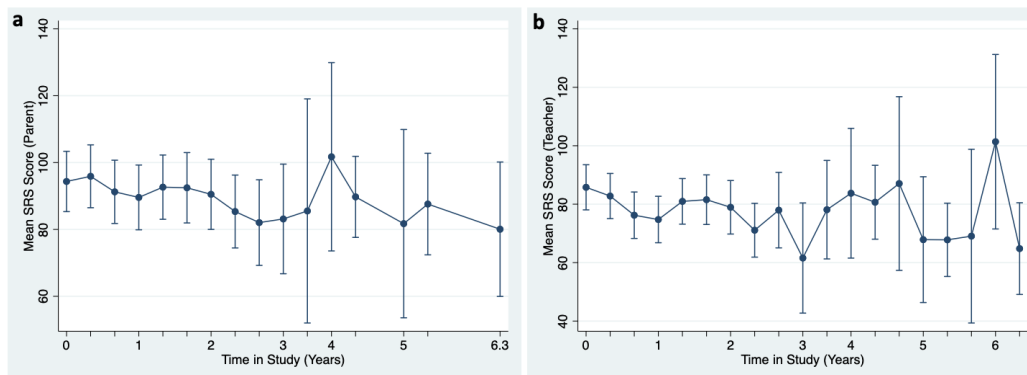 a
140
120
100
80
60
Mean SRS Score (Parent)
0 1 2 3 4 5 6.3
Time in Study (Years)
b
140
120
100
80
60
40
Mean SRS Score (Teacher)
0 1 2 3 4 5 6
Time in Study (Years)